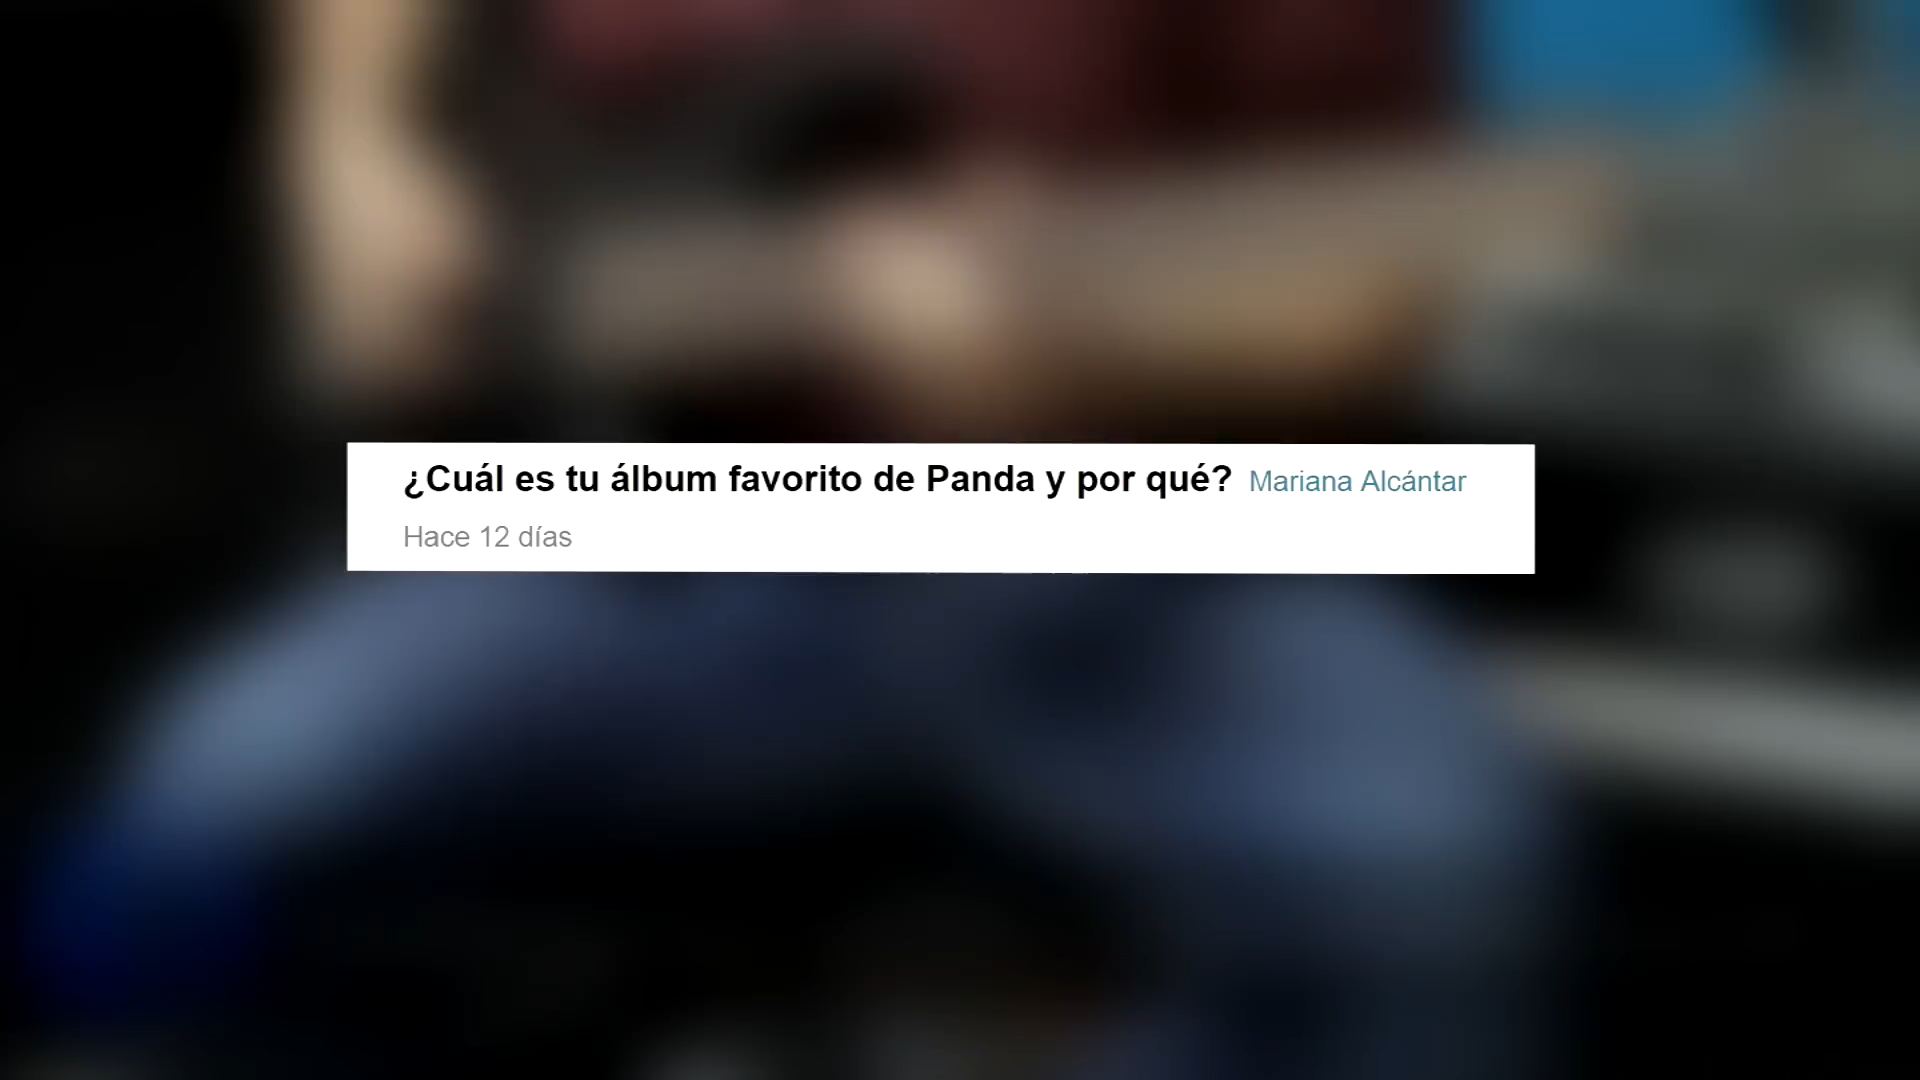 ¿Cuál es tu álbum favorito de Panda y por qué? Mariana Alcántar
Hace 12 días